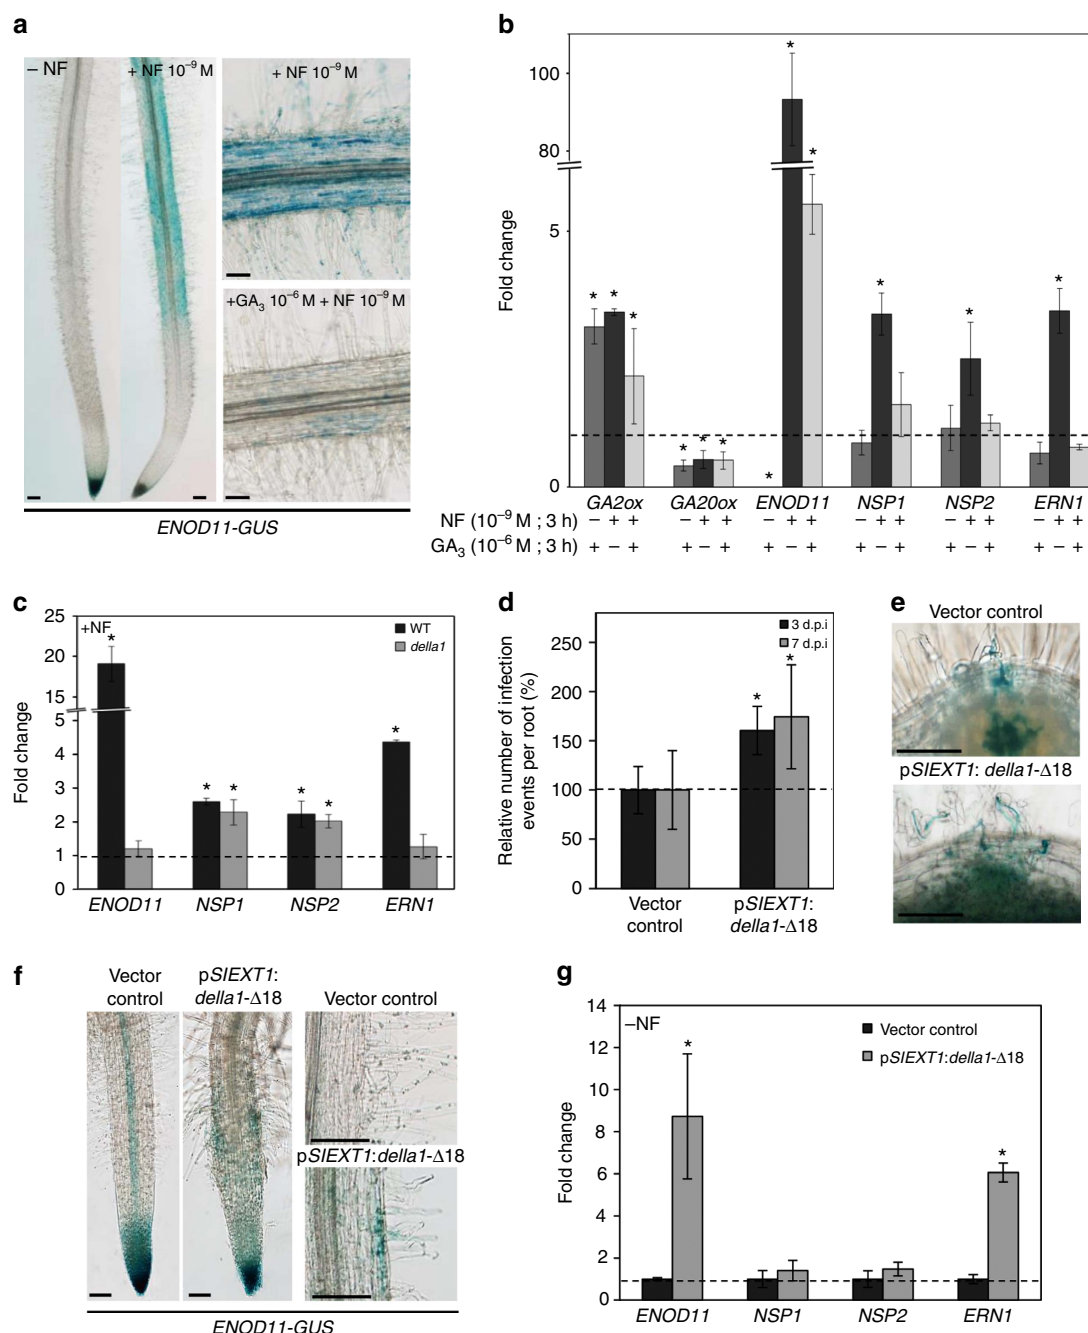 a
– NF
+ NF 10⁻⁹ M
+ NF 10⁻⁹ M
+GA₃ 10⁻⁶ M + NF 10⁻⁹ M
ENOD11-GUS
b
Fold change
100
80
5
0
* * * * * * * * * * * *
GA2ox GA20ox ENOD11 NSP1 NSP2 ERN1
NF (10⁻⁹ M ; 3 h) – + + – + + – + + – + + – + + – + +
GA₃ (10⁻⁶ M ; 3 h) + – + + – + + – + + – + + – + + – +
c
+NF
WT
della1
Fold change
25
20
15
5
4
3
2
1
0
* * * * * *
ENOD11 NSP1 NSP2 ERN1
d
3 d.p.i
7 d.p.i
Relative number of infection
events per root (%)
250
200
150
100
50
0
* *
Vector
control
pSIEXT1:
della1-Δ18
e
Vector control
pSIEXT1: della1-Δ18
f
Vector
control
pSIEXT1:
della1-Δ18
Vector control
pSIEXT1:della1-Δ18
ENOD11-GUS
g
–NF
Vector control
pSIEXT1:della1-Δ18
Fold change
14
12
10
8
6
4
2
0
* *
ENOD11 NSP1 NSP2 ERN1